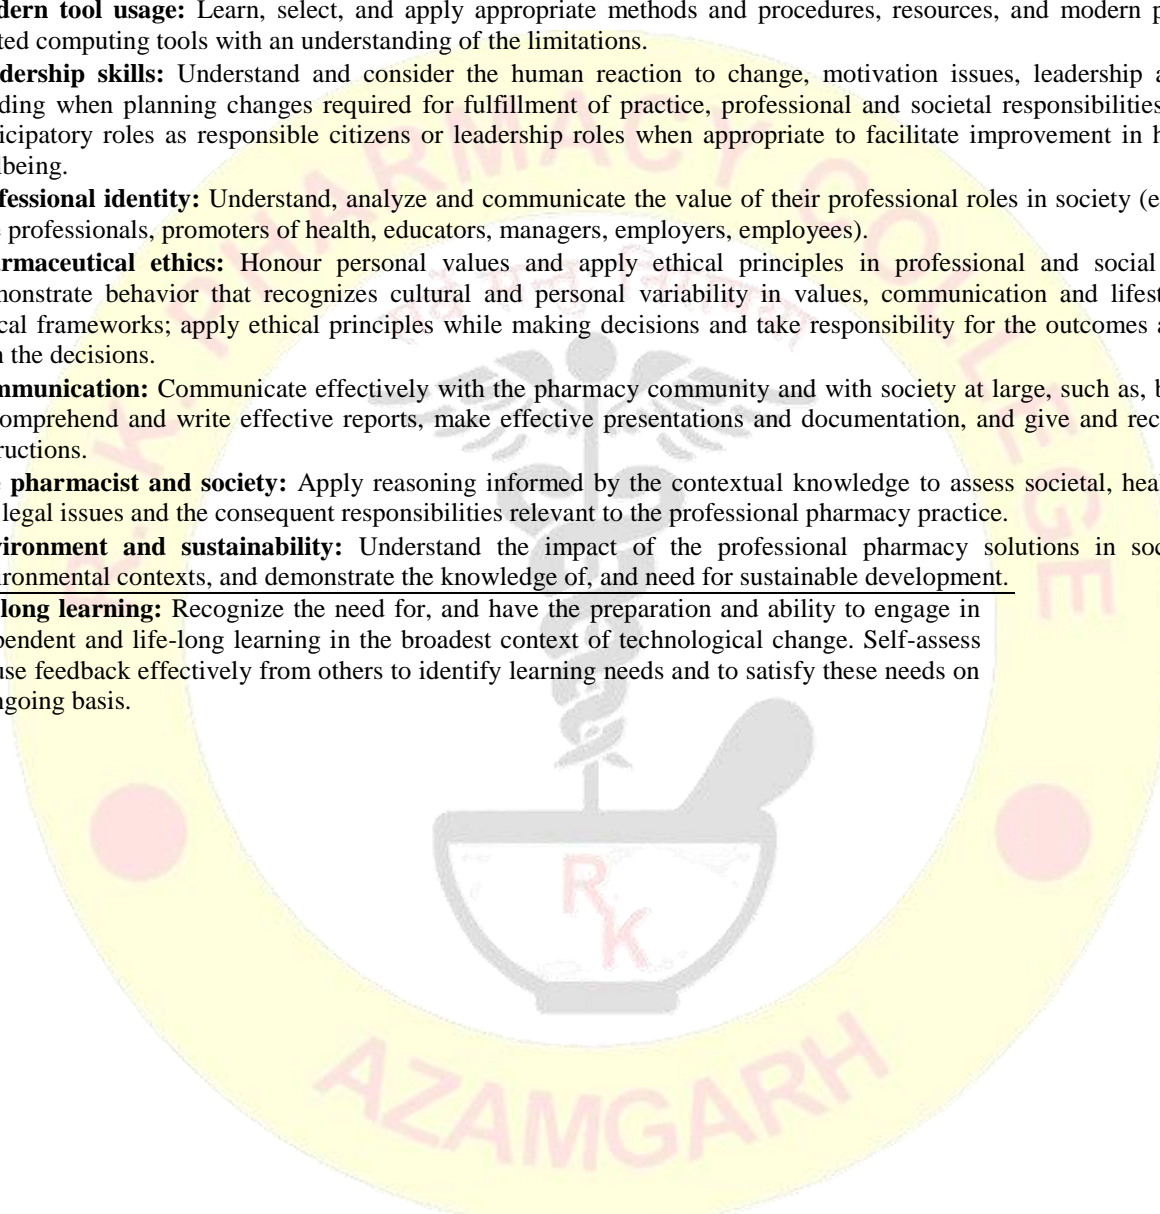 dern tool usage: Learn, select, and apply appropriate methods and procedures, resources, and modern p
ted computing tools with an understanding of the limitations.
dership skills: Understand and consider the human reaction to change, motivation issues, leadership a
ding when planning changes required for fulfillment of practice, professional and societal responsibilities
icipatory roles as responsible citizens or leadership roles when appropriate to facilitate improvement in h
lbeing.
fessional identity: Understand, analyze and communicate the value of their professional roles in society (e
e professionals, promoters of health, educators, managers, employers, employees).
rmaceutical ethics: Honour personal values and apply ethical principles in professional and social
monstrate behavior that recognizes cultural and personal variability in values, communication and lifest
ical frameworks; apply ethical principles while making decisions and take responsibility for the outcomes a
h the decisions.
mmunication: Communicate effectively with the pharmacy community and with society at large, such as, b
omprehend and write effective reports, make effective presentations and documentation, and give and rec
ructions.
e pharmacist and society: Apply reasoning informed by the contextual knowledge to assess societal, hea
legal issues and the consequent responsibilities relevant to the professional pharmacy practice.
vironment and sustainability: Understand the impact of the professional pharmacy solutions in soc
ironmental contexts, and demonstrate the knowledge of, and need for sustainable development.
long learning: Recognize the need for, and have the preparation and ability to engage in
pendent and life-long learning in the broadest context of technological change. Self-assess
use feedback effectively from others to identify learning needs and to satisfy these needs on
ngoing basis.
R.K. PHARMACY COLLEGE
RK
AZAMGARH